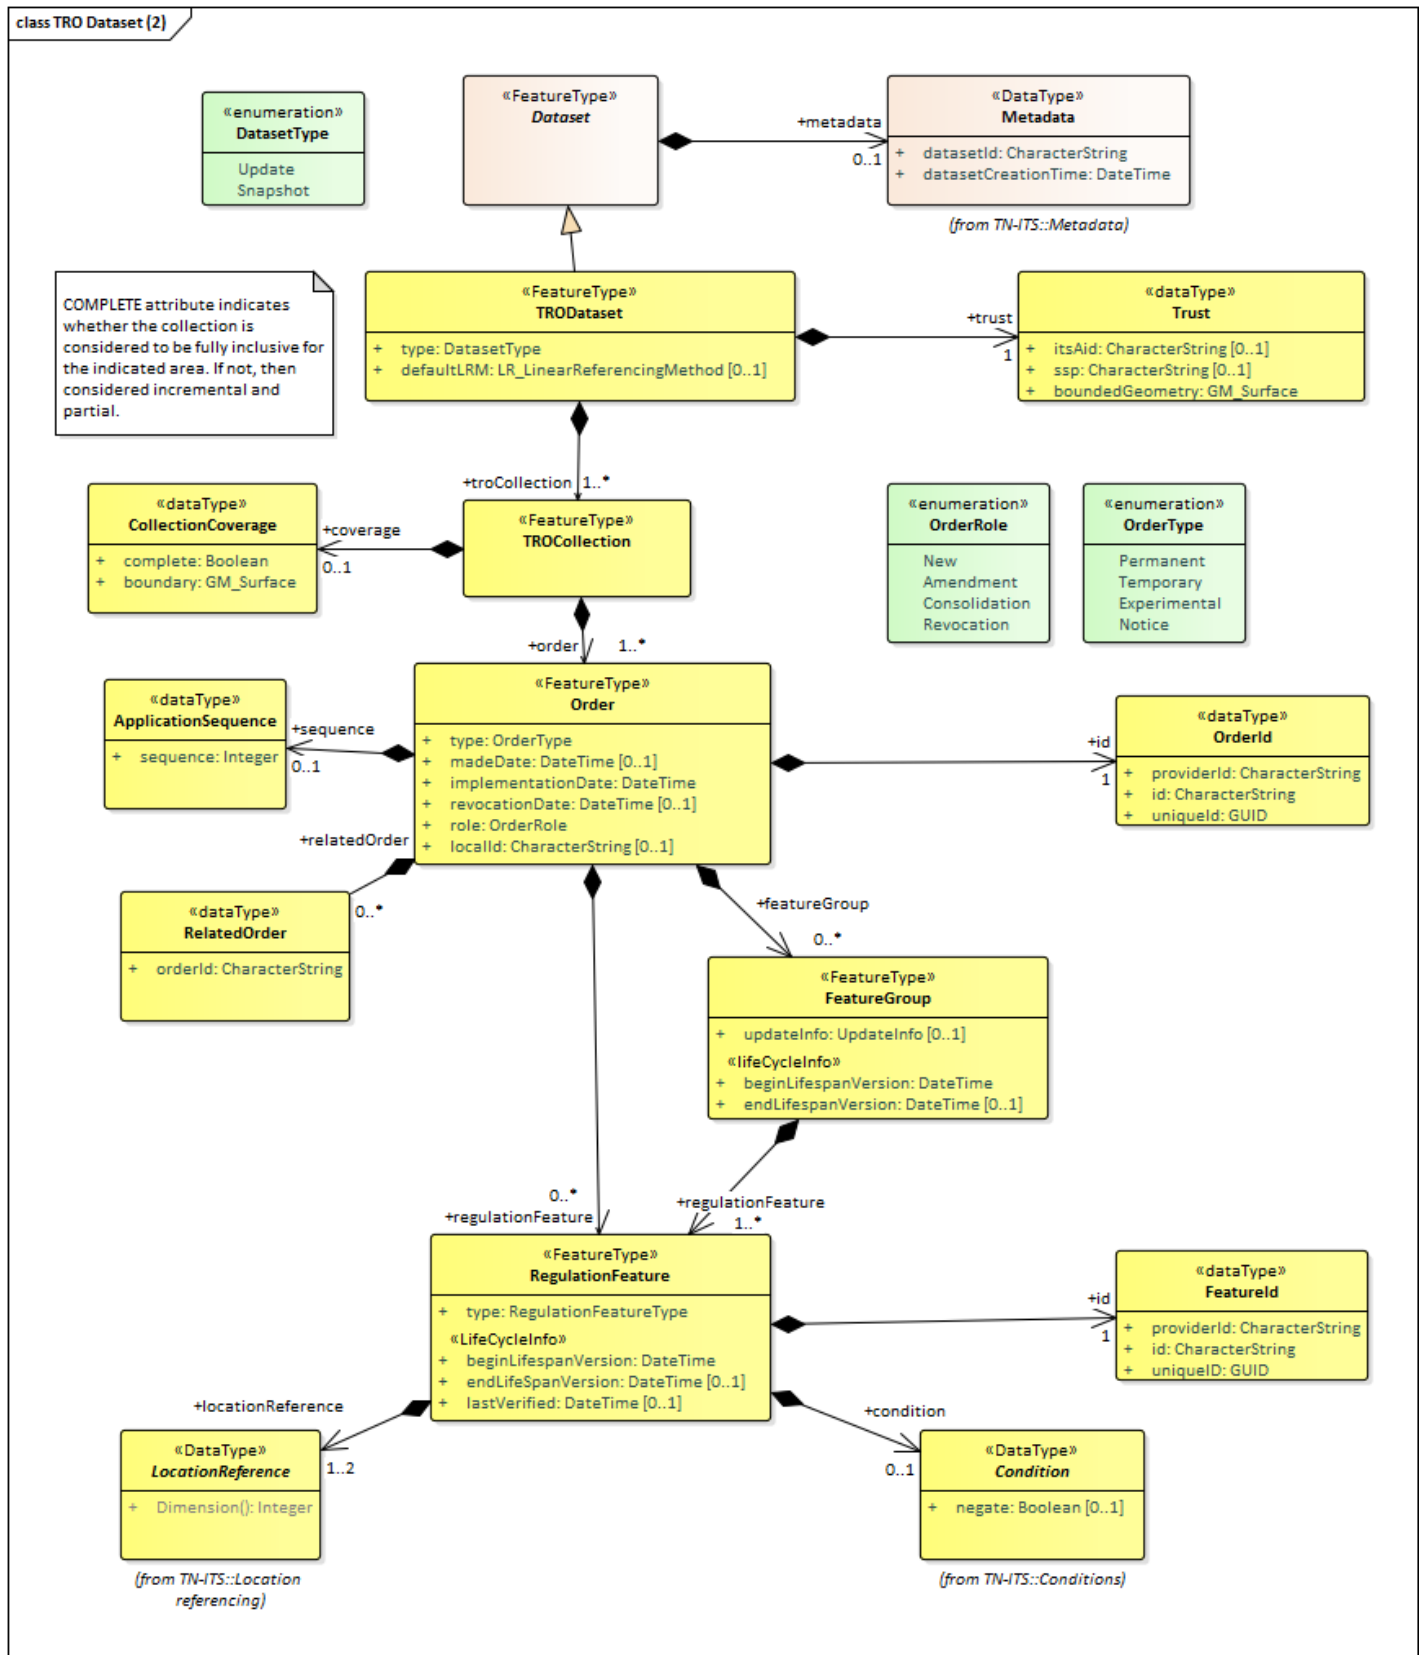 class TRO Dataset (2)
«enumeration»
DatasetType
Update
Snapshot
«FeatureType»
Dataset
+metadata
0..1
«DataType»
Metadata
+ datasetId: CharacterString
+ datasetCreationTime: DateTime
(from TN-ITS::Metadata)
COMPLETE attribute indicates
whether the collection is
considered to be fully inclusive for
the indicated area. If not, then
considered incremental and
partial.
«FeatureType»
TRODataset
+ type: DatasetType
+ defaultLRM: LR_LinearReferencingMethod [0..1]
+trust
1
«dataType»
Trust
+ itsAid: CharacterString [0..1]
+ ssp: CharacterString [0..1]
+ boundedGeometry: GM_Surface
+troCollection
1..*
«dataType»
CollectionCoverage
+ complete: Boolean
+ boundary: GM_Surface
+coverage
0..1
«FeatureType»
TROCollection
«enumeration»
OrderRole
New
Amendment
Consolidation
Revocation
«enumeration»
OrderType
Permanent
Temporary
Experimental
Notice
+order
1..*
«dataType»
ApplicationSequence
+ sequence: Integer
+sequence
0..1
«FeatureType»
Order
+ type: OrderType
+ madeDate: DateTime [0..1]
+ implementationDate: DateTime
+ revocationDate: DateTime [0..1]
+ role: OrderRole
+ localId: CharacterString [0..1]
+id
1
«dataType»
OrderId
+ providerId: CharacterString
+ id: CharacterString
+ uniqueId: GUID
+relatedOrder
0..*
«dataType»
RelatedOrder
+ orderId: CharacterString
+featureGroup
0..*
«FeatureType»
FeatureGroup
+ updateInfo: UpdateInfo [0..1]
«lifeCycleInfo»
+ beginLifespanVersion: DateTime
+ endLifespanVersion: DateTime [0..1]
0..*
+regulationFeature
+regulationFeature
1..*
«FeatureType»
RegulationFeature
+ type: RegulationFeatureType
«LifeCycleInfo»
+ beginLifespanVersion: DateTime
+ endLifeSpanVersion: DateTime [0..1]
+ lastVerified: DateTime [0..1]
+id
1
«dataType»
FeatureId
+ providerId: CharacterString
+ id: CharacterString
+ uniqueID: GUID
+locationReference
1..2
«DataType»
LocationReference
+ Dimension(): Integer
(from TN-ITS::Location
referencing)
+condition
0..1
«DataType»
Condition
+ negate: Boolean [0..1]
(from TN-ITS::Conditions)